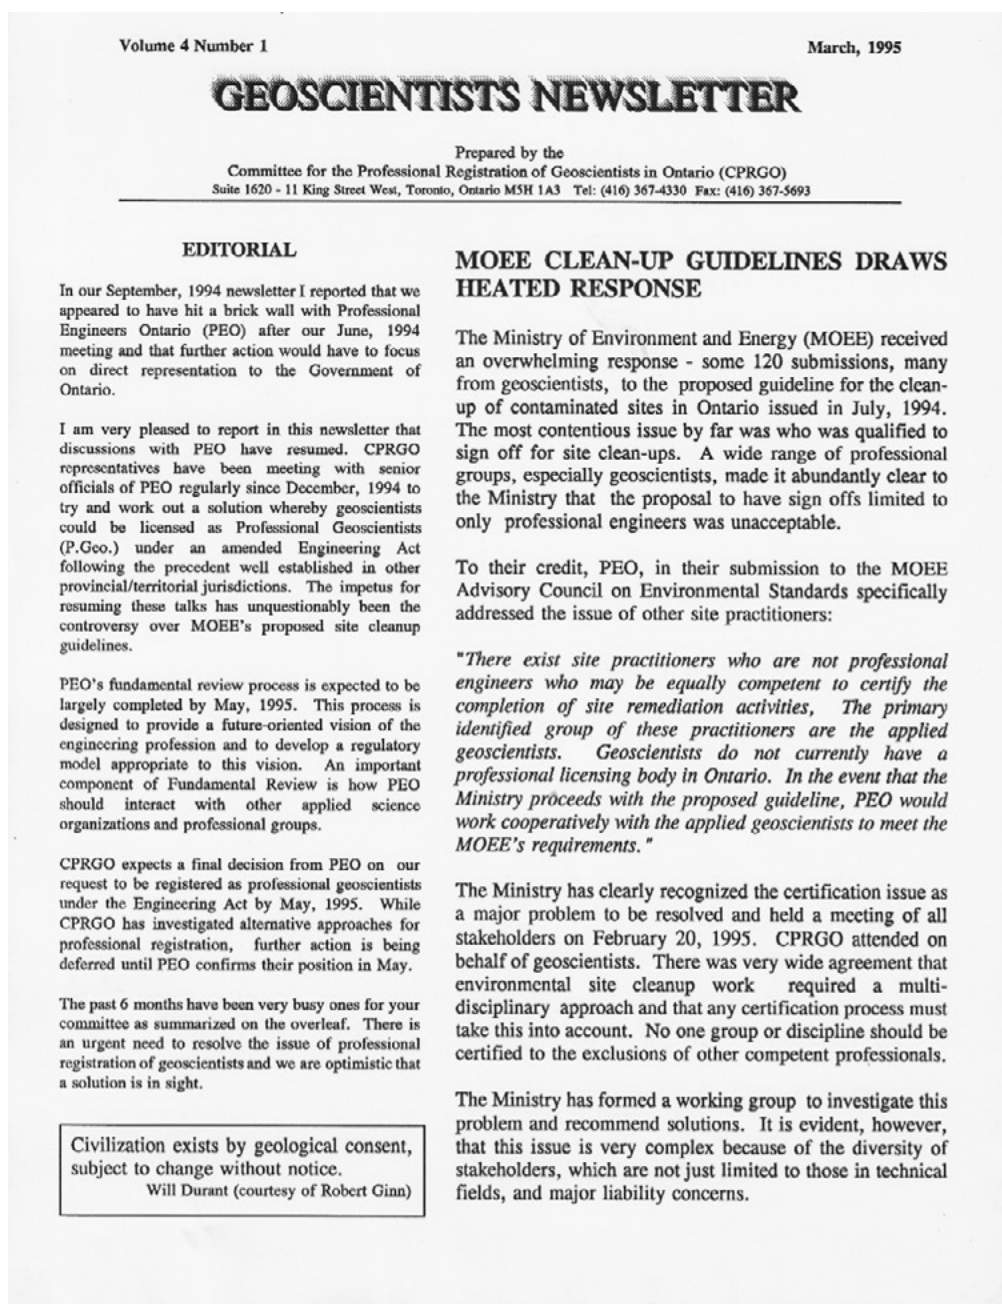 Volume 4 Number 1
March, 1995
GEOSCIENTISTS NEWSLETTER
Prepared by the
Committee for the Professional Registration of Geoscientists in Ontario (CPRGO)
Suite 1620 - 11 King Street West, Toronto, Ontario M5H 1A3 Tel: (416) 367-4330 Fax: (416) 367-5693
EDITORIAL
In our September, 1994 newsletter I reported that we
appeared to have hit a brick wall with Professional
Engineers Ontario (PEO) after our June, 1994
meeting and that further action would have to focus
on direct representation to the Government of
Ontario.
I am very pleased to report in this newsletter that
discussions with PEO have resumed. CPRGO
representatives have been meeting with senior
officials of PEO regularly since December, 1994 to
try and work out a solution whereby geoscientists
could be licensed as Professional Geoscientists
(P.Geo.) under an amended Engineering Act
following the precedent well established in other
provincial/territorial jurisdictions. The impetus for
resuming these talks has unquestionably been the
controversy over MOEE's proposed site cleanup
guidelines.
PEO's fundamental review process is expected to be
largely completed by May, 1995. This process is
designed to provide a future-oriented vision of the
engineering profession and to develop a regulatory
model appropriate to this vision. An important
component of Fundamental Review is how PEO
should interact with other applied science
organizations and professional groups.
CPRGO expects a final decision from PEO on our
request to be registered as professional geoscientists
under the Engineering Act by May, 1995. While
CPRGO has investigated alternative approaches for
professional registration, further action is being
deferred until PEO confirms their position in May.
The past 6 months have been very busy ones for your
committee as summarized on the overleaf. There is
an urgent need to resolve the issue of professional
registration of geoscientists and we are optimistic that
a solution is in sight.
Civilization exists by geological consent,
subject to change without notice.
Will Durant (courtesy of Robert Ginn)
MOEE CLEAN-UP GUIDELINES DRAWS
HEATED RESPONSE
The Ministry of Environment and Energy (MOEE) received
an overwhelming response - some 120 submissions, many
from geoscientists, to the proposed guideline for the clean-
up of contaminated sites in Ontario issued in July, 1994.
The most contentious issue by far was who was qualified to
sign off for site clean-ups. A wide range of professional
groups, especially geoscientists, made it abundantly clear to
the Ministry that the proposal to have sign offs limited to
only professional engineers was unacceptable.
To their credit, PEO, in their submission to the MOEE
Advisory Council on Environmental Standards specifically
addressed the issue of other site practitioners:
"There exist site practitioners who are not professional
engineers who may be equally competent to certify the
completion of site remediation activities, The primary
identified group of these practitioners are the applied
geoscientists. Geoscientists do not currently have a
professional licensing body in Ontario. In the event that the
Ministry proceeds with the proposed guideline, PEO would
work cooperatively with the applied geoscientists to meet the
MOEE's requirements."
The Ministry has clearly recognized the certification issue as
a major problem to be resolved and held a meeting of all
stakeholders on February 20, 1995. CPRGO attended on
behalf of geoscientists. There was very wide agreement that
environmental site cleanup work required a multi-
disciplinary approach and that any certification process must
take this into account. No one group or discipline should be
certified to the exclusions of other competent professionals.
The Ministry has formed a working group to investigate this
problem and recommend solutions. It is evident, however,
that this issue is very complex because of the diversity of
stakeholders, which are not just limited to those in technical
fields, and major liability concerns.